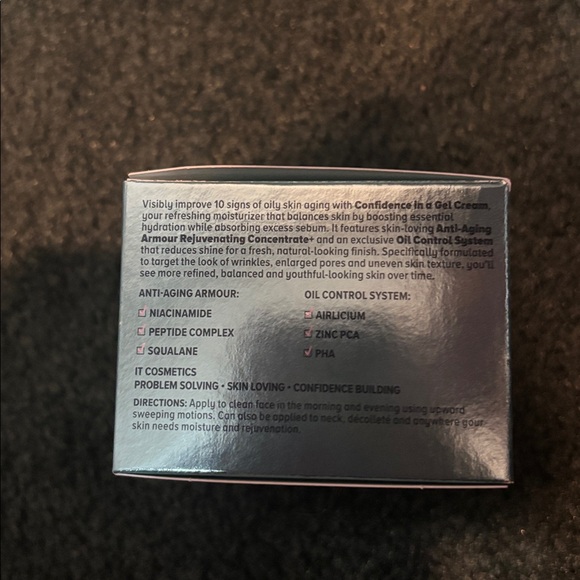 Visibly improve 10 signs of oily skin aging with Confidence in a Gel Cream,
your refreshing moisturizer that balances skin by boosting essential
hydration while absorbing excess sebum. It features skin-loving Anti-Aging
Armour Rejuvenating Concentrate+ and an exclusive Oil Control System
that reduces shine for a fresh, natural-looking finish. Specifically formulated
to target the look of wrinkles, enlarged pores and uneven skin texture, you'll
see more refined, balanced and youthful-looking skin over time.
ANTI-AGING ARMOUR:
NIACINAMIDE
PEPTIDE COMPLEX
SQUALANE
OIL CONTROL SYSTEM:
AIRLICIUM
ZINC PCA
PHA
IT COSMETICS
PROBLEM SOLVING • SKIN LOVING • CONFIDENCE BUILDING
DIRECTIONS: Apply to clean face in the morning and evening using upward
sweeping motions. Can also be applied to neck, décolleté and anywhere your
skin needs moisture and rejuvenation.